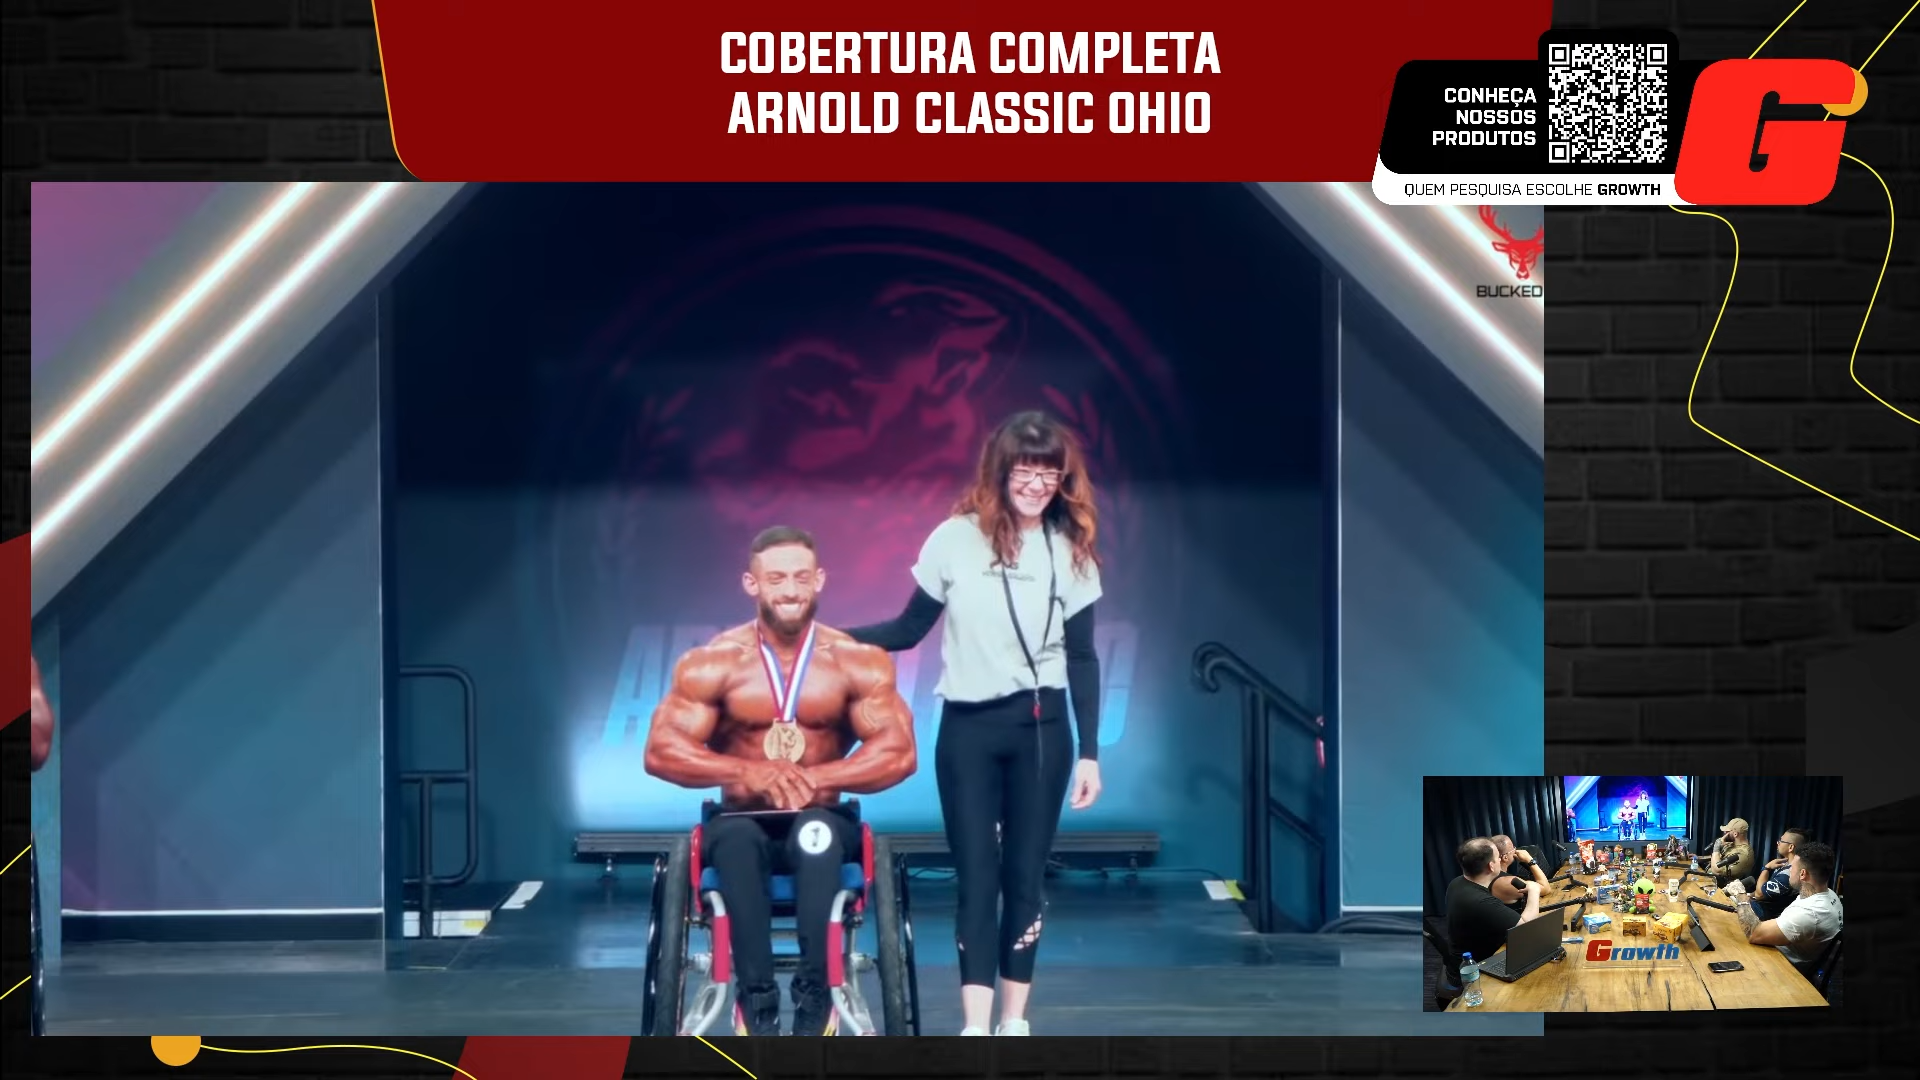 COBERTURA COMPLETA
ARNOLD CLASSIC OHIO
CONHEÇA
NOSSOS
PRODUTOS
QUEM PESQUISA ESCOLHE GROWTH
G
BUCKED
1
Growth